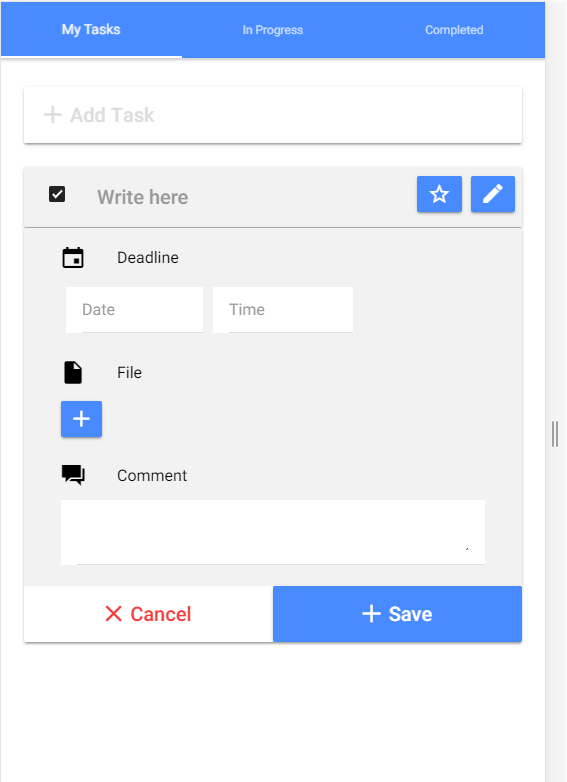 My Tasks In Progress Completed
Add Task
Write here
Deadline
Date Time
File
Comment
Cancel Save